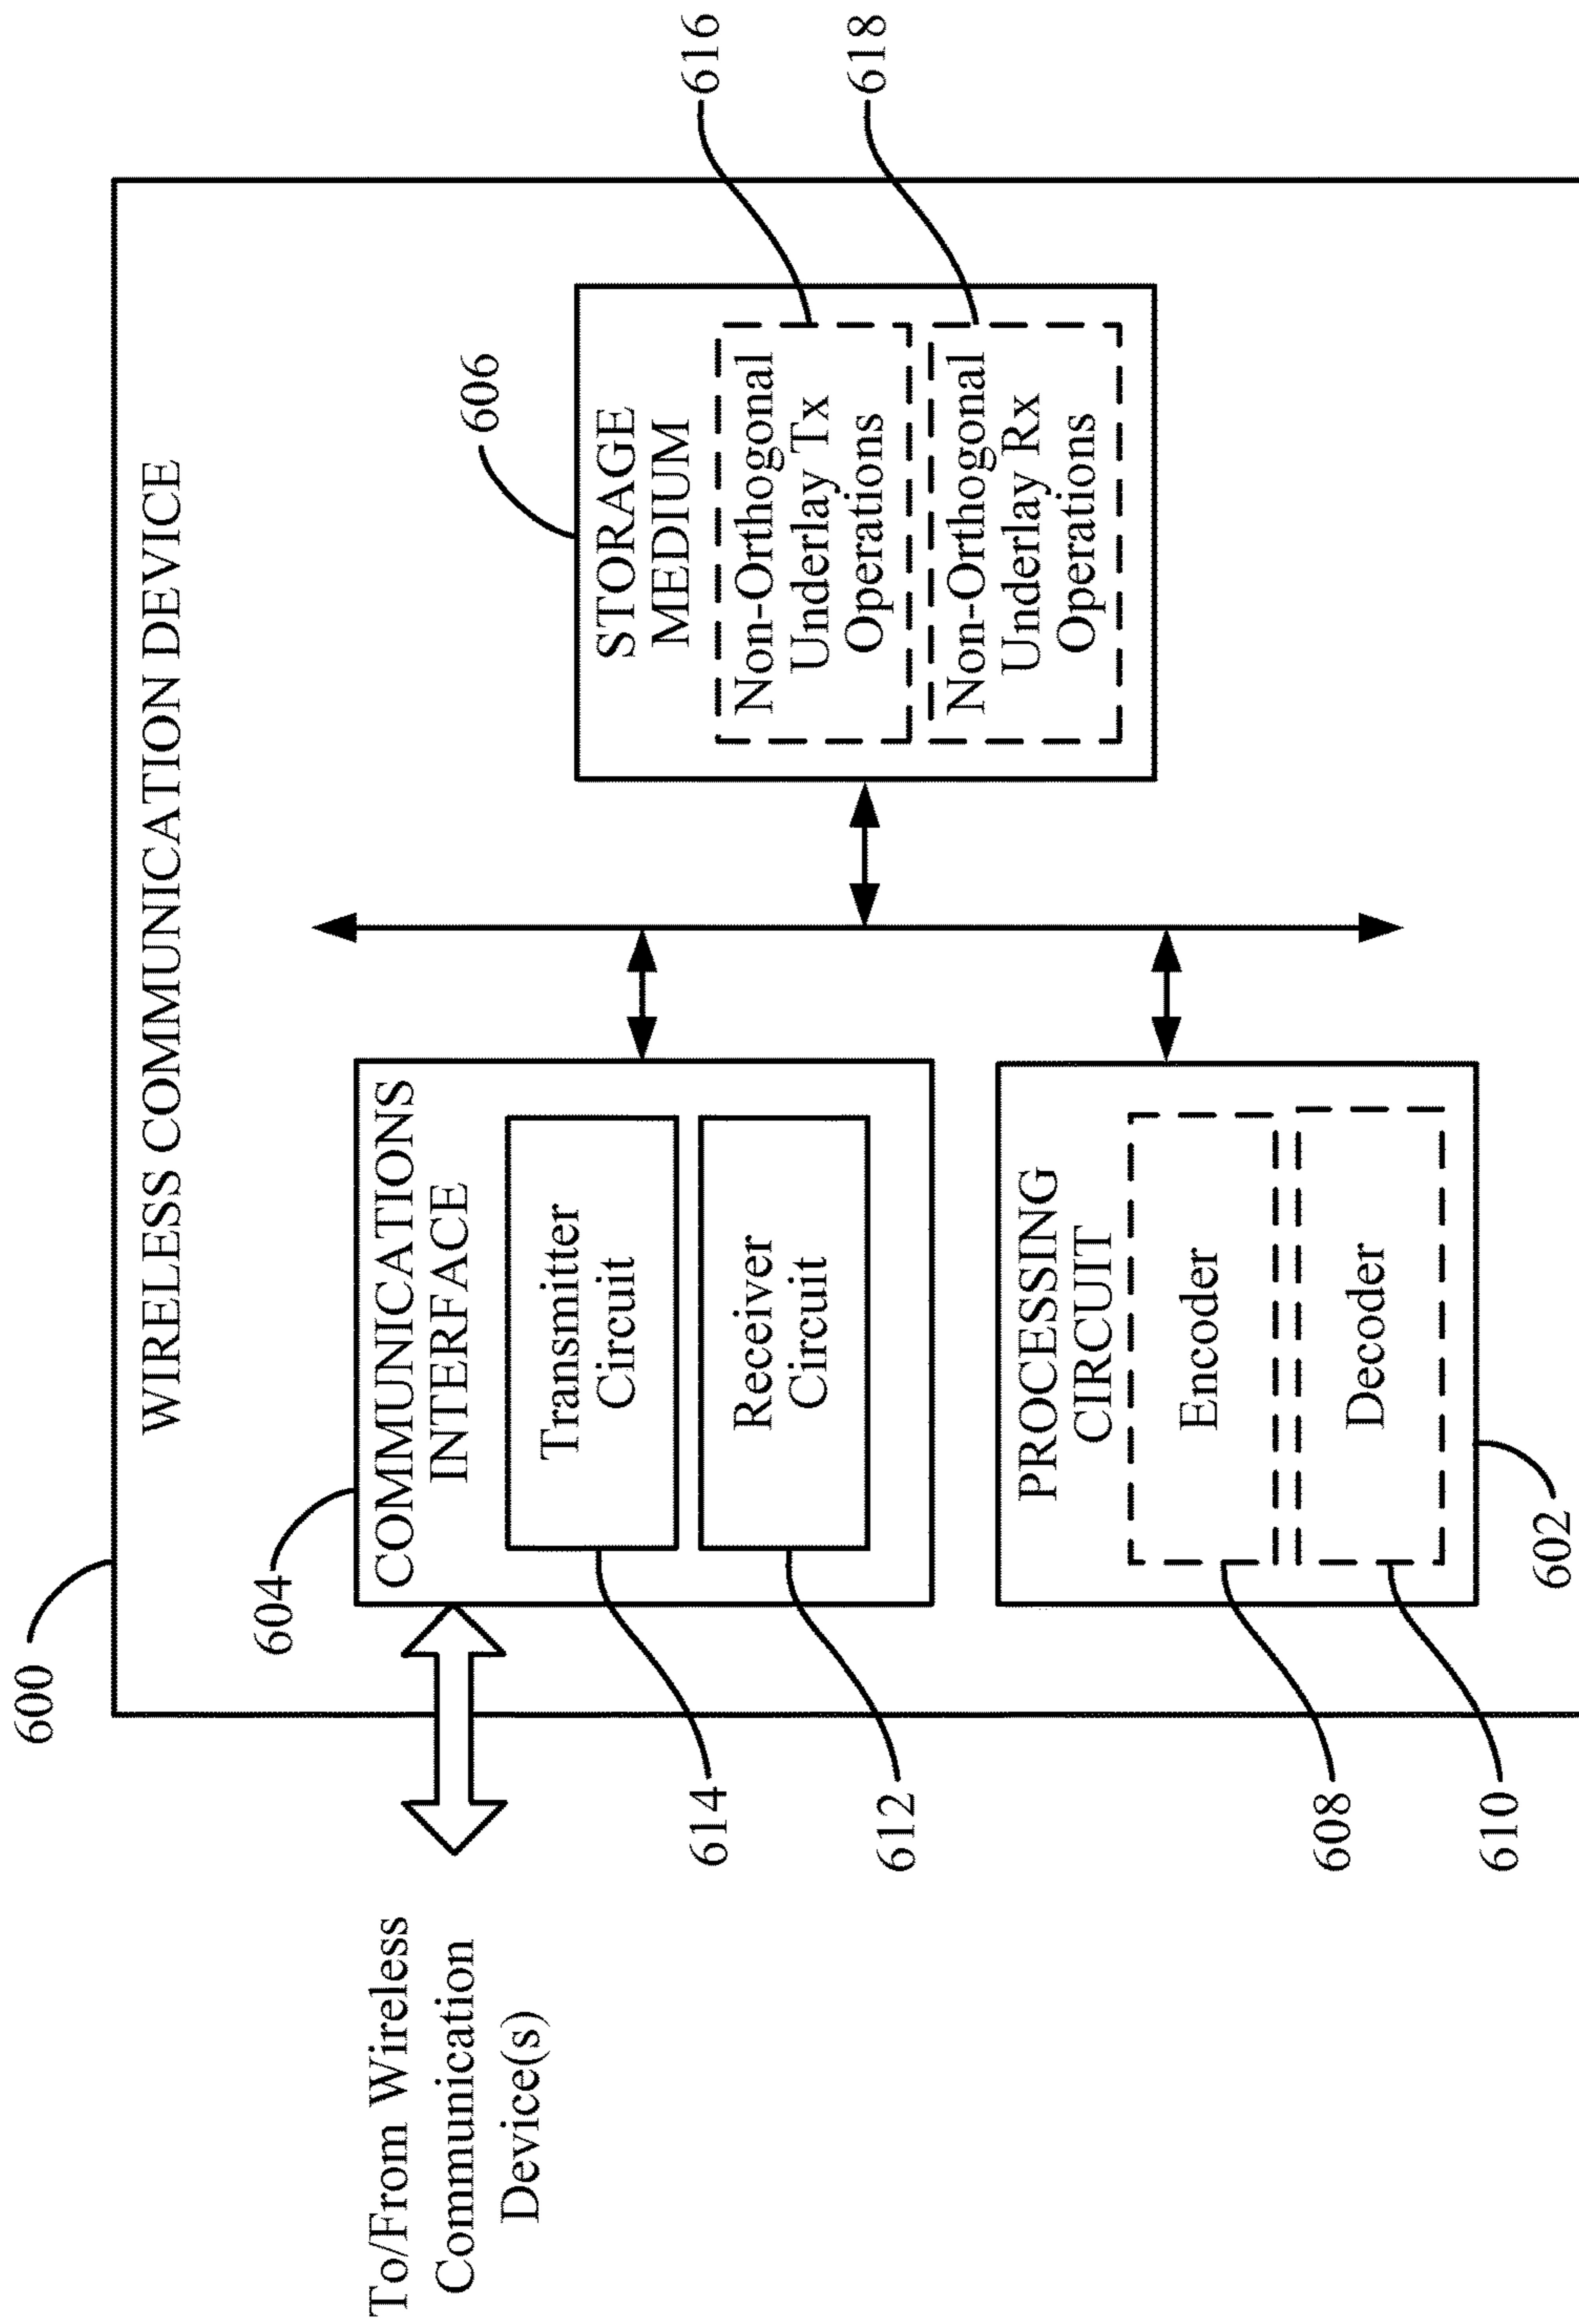 600
WIRELESS COMMUNICATION DEVICE
604
COMMUNICATIONS
INTERFACE
Transmitter
Circuit
Receiver
Circuit
614
612
To/From Wireless
Communication
Device(s)
606
STORAGE
MEDIUM
Non-Orthogonal
Underlay Tx
Operations
Non-Orthogonal
Underlay Rx
Operations
616
618
PROCESSING
CIRCUIT
Encoder
Decoder
608
610
602